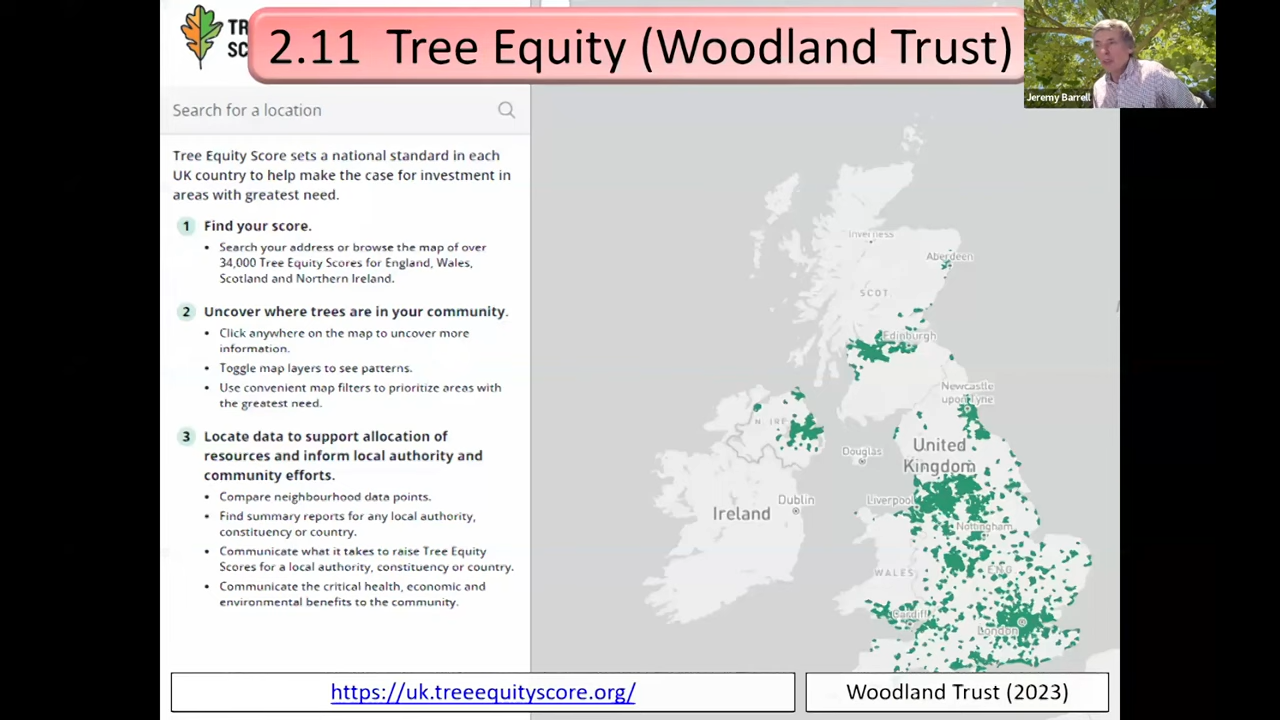 TR
SC
2.11 Tree Equity (Woodland Trust)
Jeremy Barrell
Search for a location
Tree Equity Score sets a national standard in each
UK country to help make the case for investment in
areas with greatest need.
1 Find your score.
• Search your address or browse the map of over
34,000 Tree Equity Scores for England, Wales,
Scotland and Northern Ireland.
2 Uncover where trees are in your community.
• Click anywhere on the map to uncover more
information.
• Toggle map layers to see patterns.
• Use convenient map filters to prioritize areas with
the greatest need.
3 Locate data to support allocation of
resources and inform local authority and
community efforts.
• Compare neighbourhood data points.
• Find summary reports for any local authority,
constituency or country.
• Communicate what it takes to raise Tree Equity
Scores for a local authority, constituency or country.
• Communicate the critical health, economic and
environmental benefits to the community.
Inverness
Aberdeen
SCOT
Edinburgh
Newcastle
upon Tyne
N. IRE
Douglas
United
Kingdom
Dublin
Liverpool
Ireland
Nottingham
WALES
ENG
Cardiff
London
https://uk.treeequityscore.org/
Woodland Trust (2023)